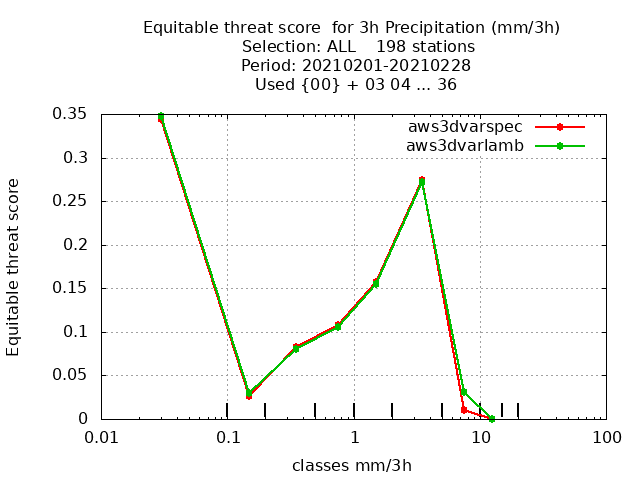 Equitable threat score  for 3h Precipitation (mm/3h)
Selection: ALL    198 stations
Period: 20210201-20210228
Used {00} + 03 04 ... 36
aws3dvarspec
aws3dvarlamb
Equitable threat score
0.35
0.3
0.25
0.2
0.15
0.1
0.05
0
0.01 0.1 1 10 100
classes mm/3h